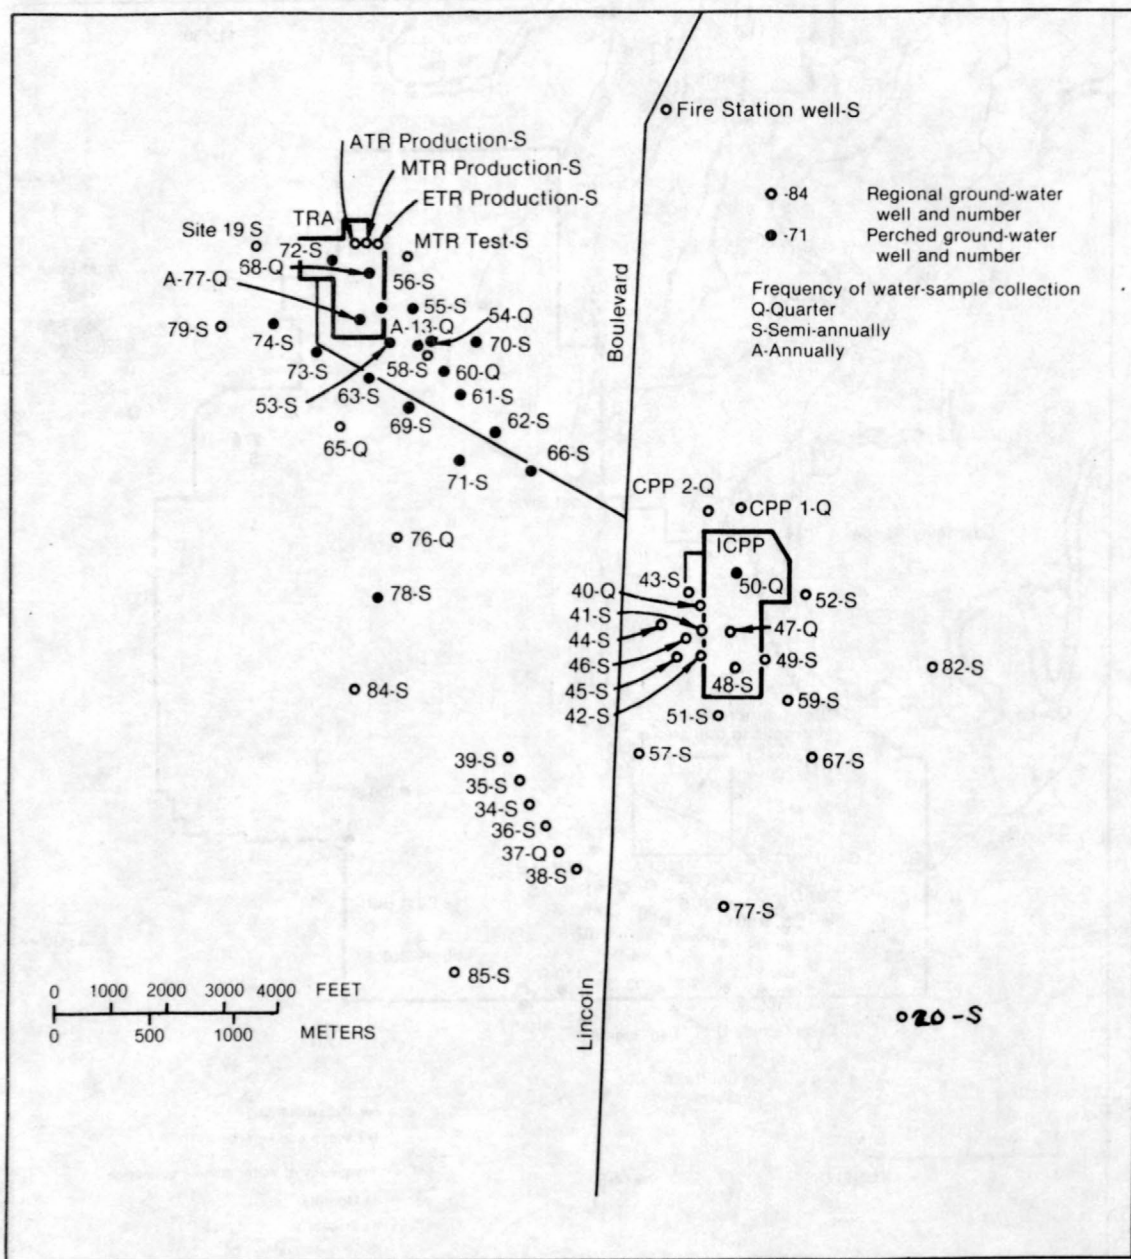 Fire Station well-S
ATR Production-S
MTR Production-S
ETR Production-S
TRA
Site 19 S
MTR Test-S
72-S
68-Q
56-S
A-77-Q
55-S
54-Q
A-13-Q
79-S
74-S
70-S
73-S
58-S
60-Q
63-S
61-S
53-S
69-S
62-S
65-Q
66-S
71-S
76-Q
78-S
84-S
39-S
35-S
34-S
36-S
37-Q
38-S
85-S
Boulevard
Lincoln
-84 Regional ground-water
well and number
-71 Perched ground-water
well and number
Frequency of water-sample collection
Q-Quarter
S-Semi-annually
A-Annually
CPP 2-Q
CPP 1-Q
ICPP
43-S
50-Q
40-Q
52-S
41-S
47-Q
44-S
46-S
49-S
82-S
45-S
48-S
42-S
59-S
51-S
57-S
67-S
77-S
20-S
0 1000 2000 3000 4000 FEET
0 500 1000 METERS